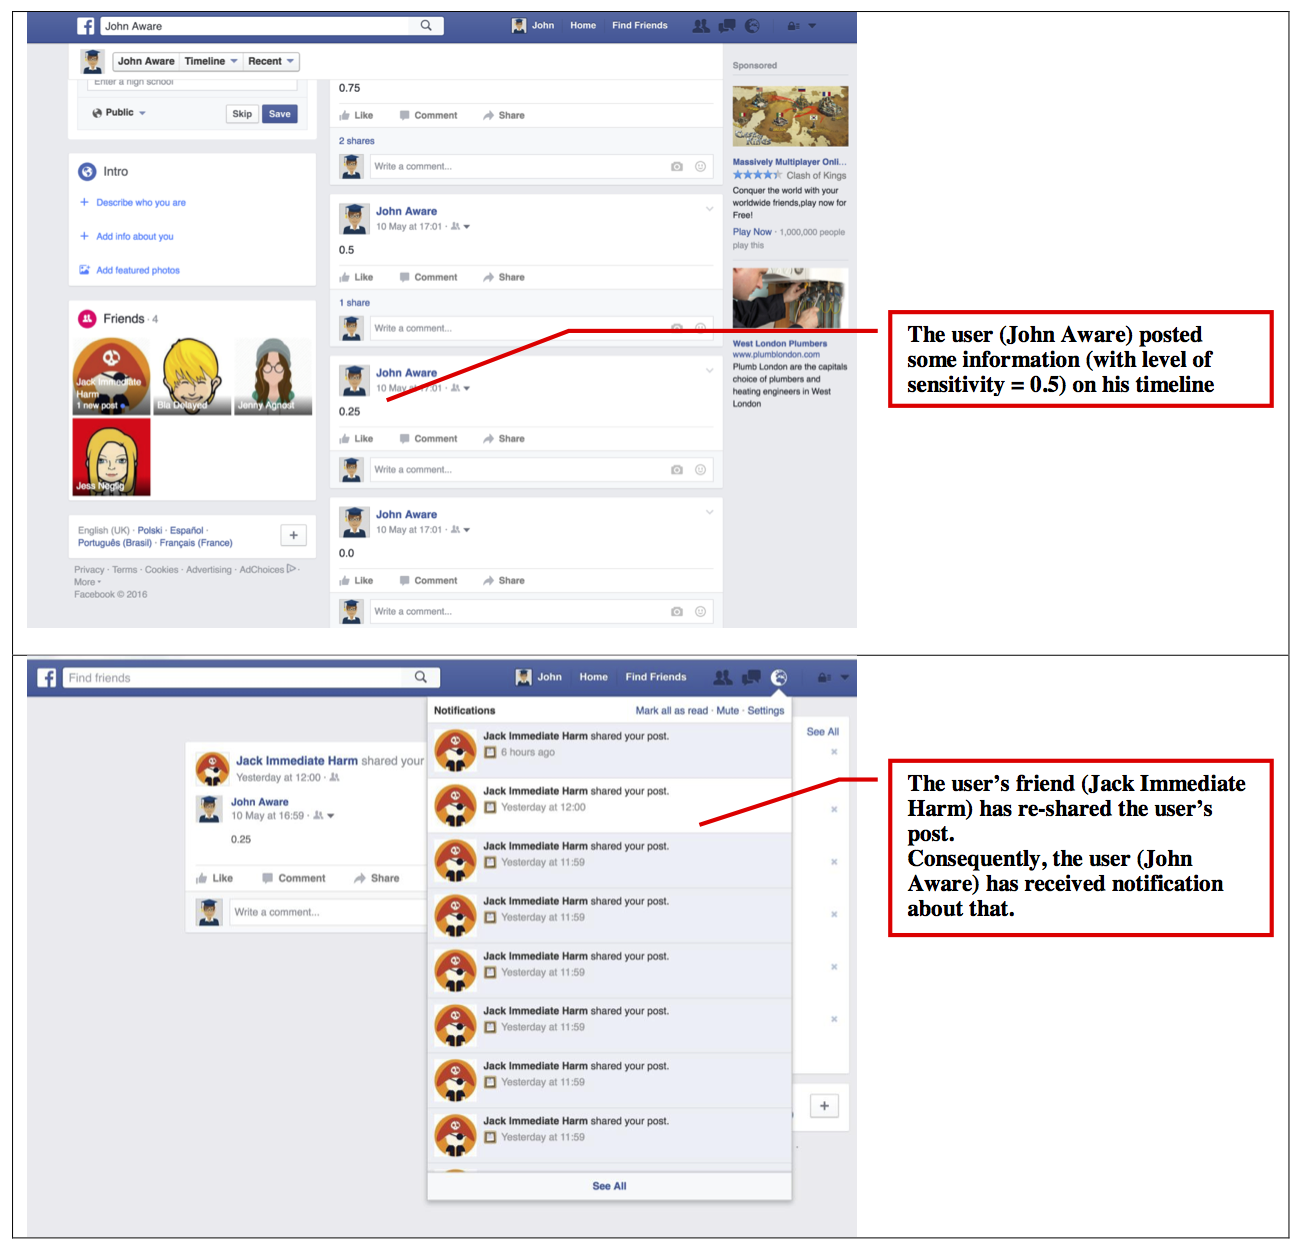 John Aware
John Home Find Friends
John Aware Timeline Recent
Enter a high school
Public Skip Save
Intro
Describe who you are
Add info about you
Add featured photos
Friends · 4
Jack Immediate
Harm
1 new post
Bla Delayed
Jenny Agnost
Jess Neglig
English (UK) · Polski · Español ·
Português (Brasil) · Français (France)
Privacy · Terms · Cookies · Advertising · AdChoices ·
More
Facebook © 2016
0.75
Like Comment Share
2 shares
Write a comment...
John Aware
10 May at 17:01 ·
0.5
Like Comment Share
1 share
Write a comment...
John Aware
10 May at 17:01 ·
0.25
Like Comment Share
Write a comment...
John Aware
10 May at 17:01 ·
0.0
Like Comment Share
Write a comment...
Sponsored
Massively Multiplayer Onli...
Clash of Kings
Conquer the world with your
worldwide friends,play now for
Free!
Play Now · 1,000,000 people
play this
West London Plumbers
www.plumblondon.com
Plumb London are the capitals
choice of plumbers and
heating engineers in West
London
The user (John Aware) posted
some information (with level of
sensitivity = 0.5) on his timeline
Find friends
John Home Find Friends
Jack Immediate Harm shared your
Yesterday at 12:00 ·
John Aware
10 May at 16:59 ·
0.25
Like Comment Share
Write a comment...
Notifications Mark all as read · Mute · Settings
Jack Immediate Harm shared your post.
6 hours ago
Jack Immediate Harm shared your post.
Yesterday at 12:00
Jack Immediate Harm shared your post.
Yesterday at 11:59
Jack Immediate Harm shared your post.
Yesterday at 11:59
Jack Immediate Harm shared your post.
Yesterday at 11:59
Jack Immediate Harm shared your post.
Yesterday at 11:59
Jack Immediate Harm shared your post.
Yesterday at 11:59
Jack Immediate Harm shared your post.
Yesterday at 11:59
See All
See All
The user's friend (Jack Immediate
Harm) has re-shared the user's
post.
Consequently, the user (John
Aware) has received notification
about that.